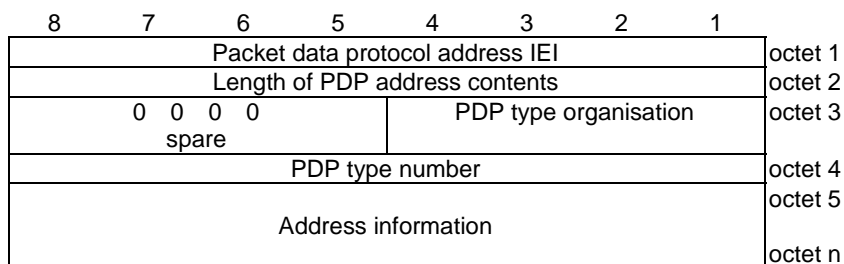 8 7 6 5 4 3 2 1
Packet data protocol address IEI octet 1
Length of PDP address contents octet 2
0 0 0 0 PDP type organisation octet 3
spare
PDP type number octet 4
octet 5
Address information
octet n